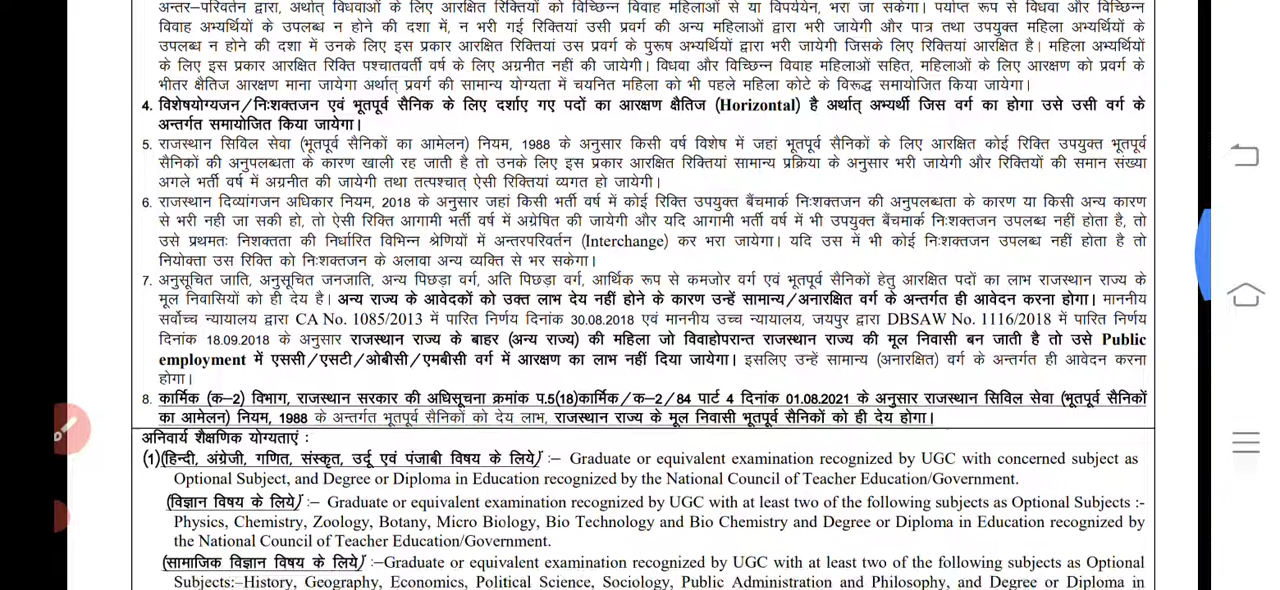 अन्तर–परिवर्तन द्वारा, अर्थात् विधवाओं के लिए आरक्षित रिक्तियों को विच्छिन्न विवाह महिलाओं से या विपर्ययेन, भरा जा सकेगा। पर्याप्त रूप से विधवा और विच्छिन्न
विवाह अभ्यर्थियों के उपलब्ध न होने की दशा में, न भरी गई रिक्तियां उसी प्रवर्ग की अन्य महिलाओं द्वारा भरी जायेगी और पात्र तथा उपयुक्त महिला अभ्यर्थियों के
उपलब्ध न होने की दशा में उनके लिए इस प्रकार आरक्षित रिक्तियां उस प्रवर्ग के पुरूष अभ्यर्थियों द्वारा भरी जायेगी जिसके लिए रिक्तियां आरक्षित है। महिला अभ्यर्थियों
के लिए इस प्रकार आरक्षित रिक्ति पश्चातवर्ती वर्ष के लिए अग्रनीत नहीं की जायेगी। विधवा और विच्छिन्न विवाह महिलाओं सहित, महिलाओं के लिए आरक्षण को प्रवर्ग के
भीतर क्षैतिज आरक्षण माना जायेगा अर्थात् प्रवर्ग की सामान्य योग्यता में चयनित महिला को भी पहले महिला कोटे के विरूद्ध समायोजित किया जायेगा।
4. विशेषयोग्यजन/निःशक्तजन एवं भूतपूर्व सैनिक के लिए दर्शाए गए पदों का आरक्षण क्षैतिज (Horizontal) है अर्थात् अभ्यर्थी जिस वर्ग का होगा उसे उसी वर्ग के
अन्तर्गत समायोजित किया जायेगा।
5. राजस्थान सिविल सेवा (भूतपूर्व सैनिकों का आमेलन) नियम, 1988 के अनुसार किसी वर्ष विशेष में जहां भूतपूर्व सैनिकों के लिए आरक्षित कोई रिक्ति उपयुक्त भूतपूर्व
सैनिकों की अनुपलब्धता के कारण खाली रह जाती है तो उनके लिए इस प्रकार आरक्षित रिक्तियां सामान्य प्रक्रिया के अनुसार भरी जायेगी और रिक्तियों की समान संख्या
अगले भर्ती वर्ष में अग्रनीत की जायेगी तथा तत्पश्चात् ऐसी रिक्तियां व्यगत हो जायेगी।
6. राजस्थान दिव्यांगजन अधिकार नियम, 2018 के अनुसार जहां किसी भर्ती वर्ष में कोई रिक्ति उपयुक्त बैंचमार्क निःशक्तजन की अनुपलब्धता के कारण या किसी अन्य कारण
से भरी नही जा सकी हो, तो ऐसी रिक्ति आगामी भर्ती वर्ष में अग्रेषित की जायेगी और यदि आगामी भर्ती वर्ष में भी उपयुक्त बैंचमार्क निःशक्तजन उपलब्ध नहीं होता है, तो
उसे प्रथमतः निशक्तता की निर्धारित विभिन्न श्रेणियों में अन्तरपरिवर्तन (Interchange) कर भरा जायेगा। यदि उस में भी कोई निःशक्तजन उपलब्ध नहीं होता है तो
नियोक्ता उस रिक्ति को निःशक्तजन के अलावा अन्य व्यक्ति से भर सकेगा।
7. अनुसूचित जाति, अनुसूचित जनजाति, अन्य पिछड़ा वर्ग, अति पिछड़ा वर्ग, आर्थिक रूप से कमजोर वर्ग एवं भूतपूर्व सैनिकों हेतु आरक्षित पदों का लाभ राजस्थान राज्य के
मूल निवासियों को ही देय है। अन्य राज्य के आवेदकों को उक्त लाभ देय नहीं होने के कारण उन्हें सामान्य/अनारक्षित वर्ग के अन्तर्गत ही आवेदन करना होगा। माननीय
सर्वोच्च न्यायालय द्वारा CA No. 1085/2013 में पारित निर्णय दिनांक 30.08.2018 एवं माननीय उच्च न्यायालय, जयपुर द्वारा DBSAW No. 1116/2018 में पारित निर्णय
दिनांक 18.09.2018 के अनुसार राजस्थान राज्य के बाहर (अन्य राज्य) की महिला जो विवाहोपरान्त राजस्थान राज्य की मूल निवासी बन जाती है तो उसे Public
employment में एससी/एसटी/ओबीसी/एमबीसी वर्ग में आरक्षण का लाभ नहीं दिया जायेगा। इसलिए उन्हें सामान्य (अनारक्षित) वर्ग के अन्तर्गत ही आवेदन करना
होगा।
8. कार्मिक (क–2) विभाग, राजस्थान सरकार की अधिसूचना क्रमांक प.5(18)कार्मिक/क–2/84 पार्ट 4 दिनांक 01.08.2021 के अनुसार राजस्थान सिविल सेवा (भूतपूर्व सैनिकों
का आमेलन) नियम, 1988 के अन्तर्गत भूतपूर्व सैनिकों को देय लाभ, राजस्थान राज्य के मूल निवासी भूतपूर्व सैनिकों को ही देय होगा।
अनिवार्य शैक्षणिक योग्यताएं :
(1)(हिन्दी, अंग्रेजी, गणित, संस्कृत, उर्दू एवं पंजाबी विषय के लिये) :– Graduate or equivalent examination recognized by UGC with concerned subject as
Optional Subject, and Degree or Diploma in Education recognized by the National Council of Teacher Education/Government.
(विज्ञान विषय के लिये) :– Graduate or equivalent examination recognized by UGC with at least two of the following subjects as Optional Subjects :-
Physics, Chemistry, Zoology, Botany, Micro Biology, Bio Technology and Bio Chemistry and Degree or Diploma in Education recognized by
the National Council of Teacher Education/Government.
(सामाजिक विज्ञान विषय के लिये) :–Graduate or equivalent examination recognized by UGC with at least two of the following subjects as Optional
Subjects:–History, Geography, Economics, Political Science, Sociology, Public Administration and Philosophy, and Degree or Diploma in